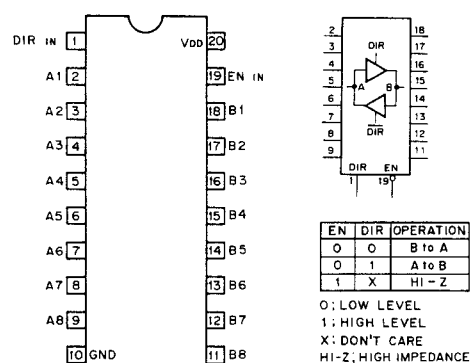 DIR IN 1
VDD 20
A1 2
19 EN IN
A2 3
18 B1
A3 4
17 B2
A4 5
16 B3
A5 6
15 B4
A6 7
14 B5
A7 8
13 B6
A8 9
12 B7
10 GND
11 B8
2
3
4
5
6
7
8
9
18
17
16
15
14
13
12
11
DIR
A
B
DIR
DIR
EN
1
19
EN DIR OPERATION
0 0 B to A
0 1 A to B
1 X HI-Z
0; LOW LEVEL
1; HIGH LEVEL
X; DON'T CARE
HI-Z; HIGH IMPEDANCE